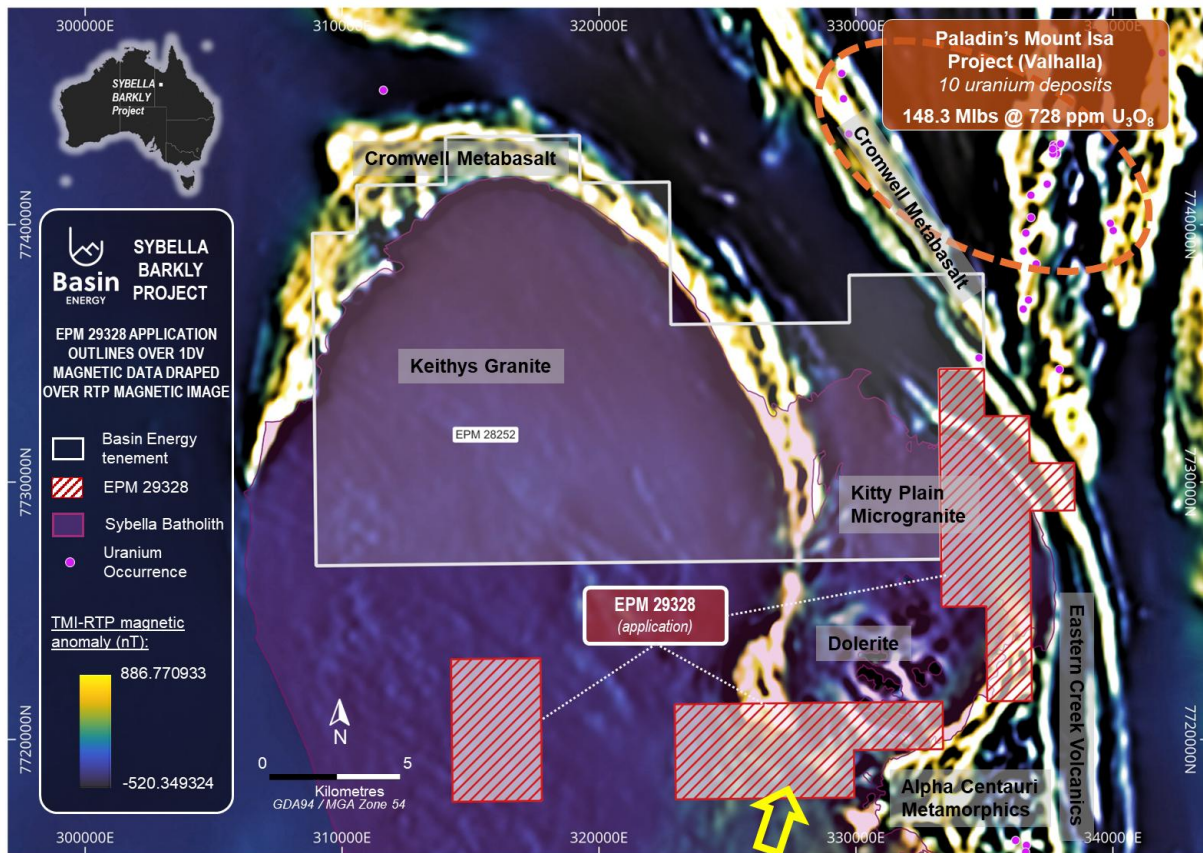 300000E
310000E
320000E
330000E
340000E
SYBELLA
BARKLY
Project
Paladin's Mount Isa
Project (Valhalla)
10 uranium deposits
148.3 Mlbs @ 728 ppm U₃O₈
Cromwell Metabasalt
Cromwell Metabasalt
7740000N
7740000N
Basin
ENERGY
SYBELLA
BARKLY
PROJECT
EPM 29328 APPLICATION
OUTLINES OVER 1DV
MAGNETIC DATA DRAPED
OVER RTP MAGNETIC IMAGE
Basin Energy
tenement
EPM 29328
Sybella Batholith
Uranium
Occurrence
TMI-RTP magnetic
anomaly (nT):
886.770933
-520.349324
Keithys Granite
EPM 28252
7730000N
7730000N
Kitty Plain
Microgranite
EPM 29328
(application)
Dolerite
Eastern Creek Volcanics
N
0
5
Kilometres
GDA94 / MGA Zone 54
7720000N
7720000N
Alpha Centauri
Metamorphics
300000E
310000E
320000E
330000E
340000E